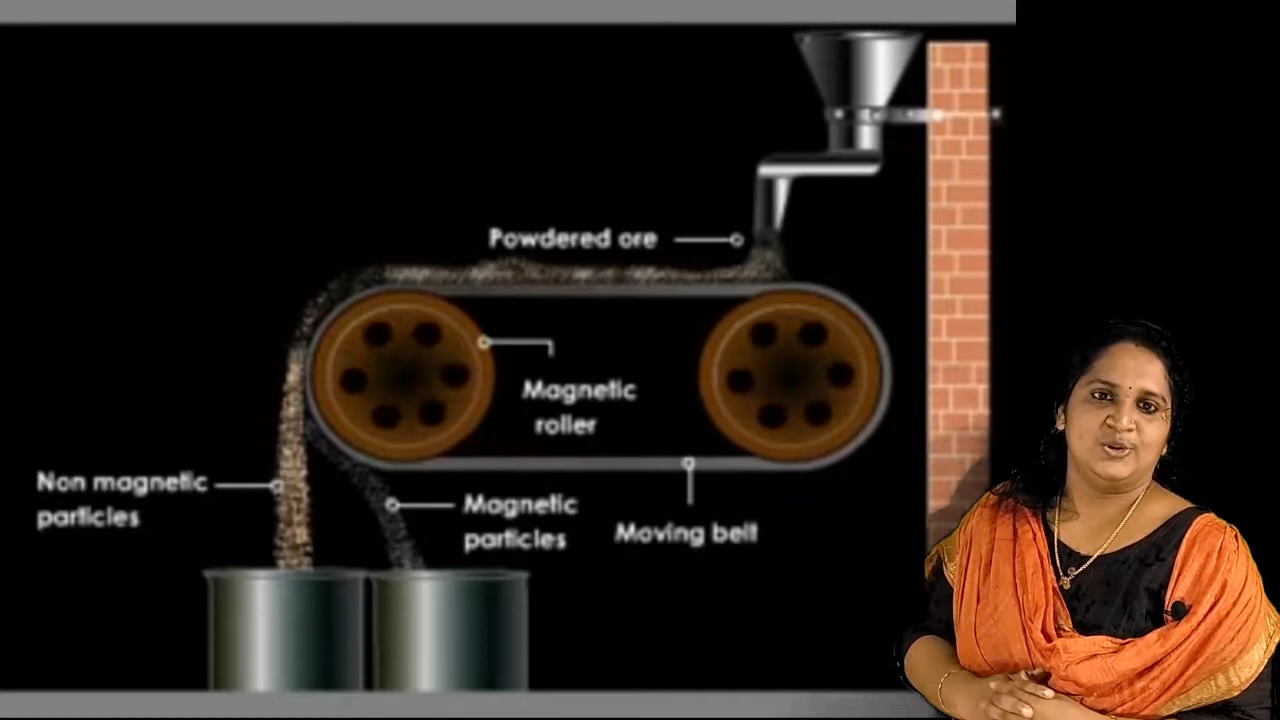 Powdered ore
Magnetic
roller
Non magnetic
particles
Magnetic
particles
Moving belt